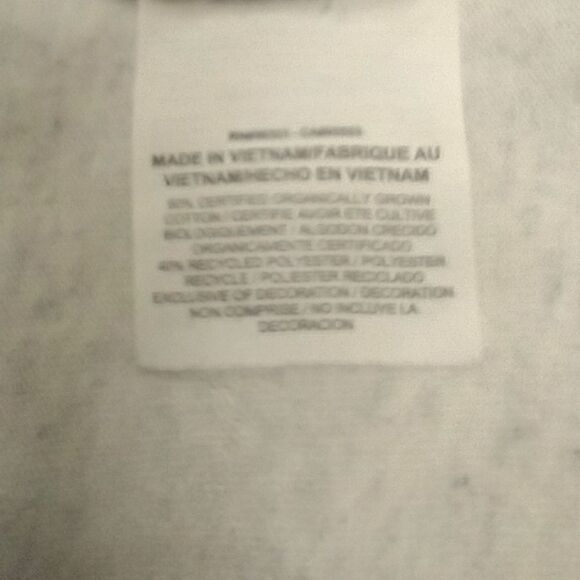 MADE IN VIETNAM/FABRIQUE AU
VIETNAM/HECHO EN VIETNAM
CERTIFIED ORGANICALLY GROWN
COTTON / CERTIFIE AVOIR ETE CULTIVE
BIOLOGIQUEMENT / ALGODON CRECIDO
ORGANICAMENTE CERTIFICADO
40% RECYCLED POLYESTER / POLYESTER
RECYCLE / POLIESTER RECICLADO
EXCLUSIVE OF DECORATION / DECORATION
NON COMPRISE / NO INCLUYE LA
DECORACION